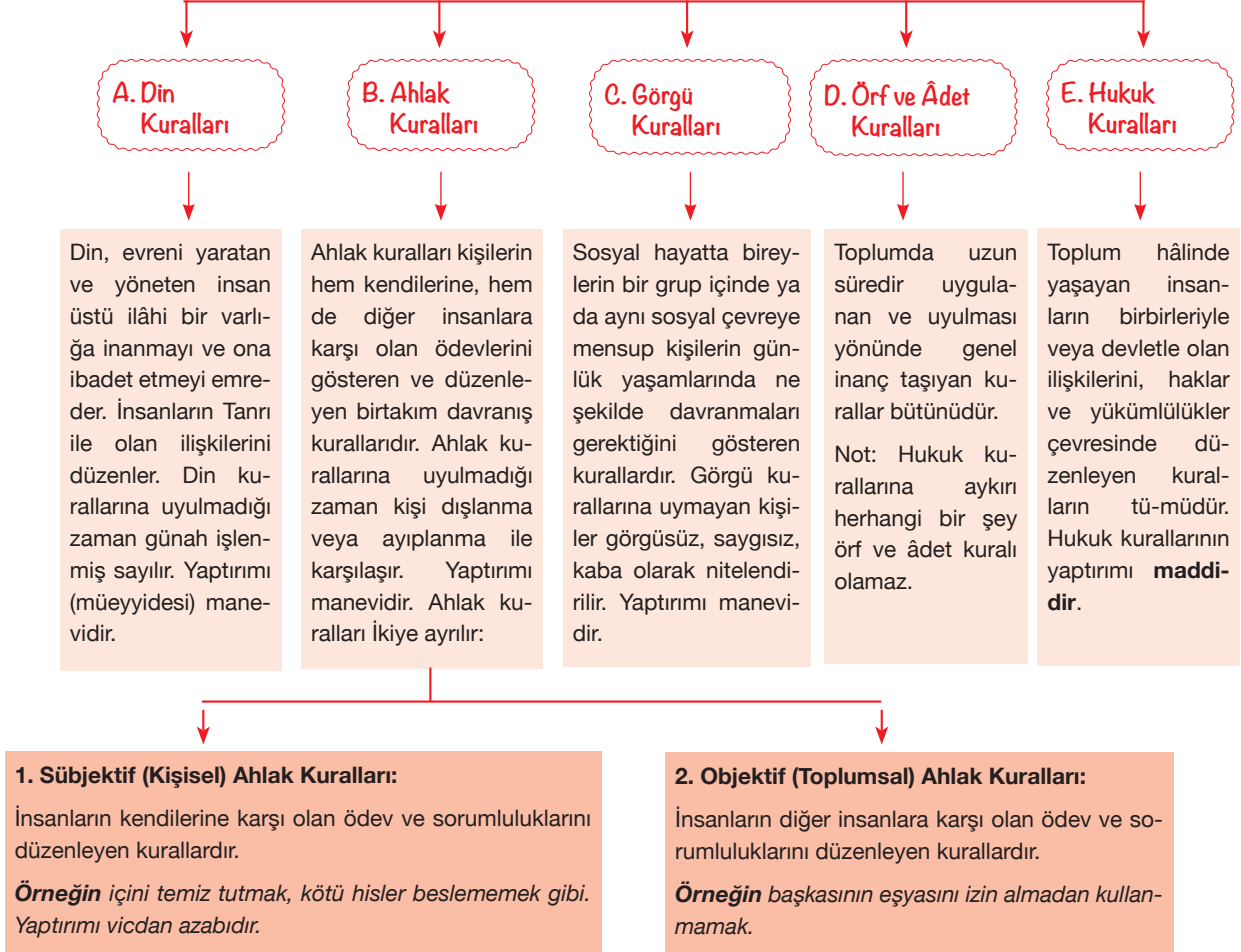 A. Din
Kuralları
B. Ahlak
Kuralları
C. Görgü
Kuralları
D. Örf ve Âdet
Kuralları
E. Hukuk
Kuralları
Din, evreni yaratan
ve yöneten insan
üstü ilâhi bir varlı-
ğa inanmayı ve ona
ibadet etmeyi emre-
der. İnsanların Tanrı
ile olan ilişkilerini
düzenler. Din ku-
rallarına uyulmadığı
zaman günah işlen-
miş sayılır. Yaptırımı
(müeyyidesi) mane-
vidir.
Ahlak kuralları kişilerin
hem kendilerine, hem
de diğer insanlara
karşı olan ödevlerini
gösteren ve düzenle-
yen birtakım davranış
kurallarıdır. Ahlak ku-
rallarına uyulmadığı
zaman kişi dışlanma
veya ayıplanma ile
karşılaşır. Yaptırımı
manevidir. Ahlak ku-
ralları İkiye ayrılır:
Sosyal hayatta birey-
lerin bir grup içinde ya
da aynı sosyal çevreye
mensup kişilerin gün-
lük yaşamlarında ne
şekilde davranmaları
gerektiğini gösteren
kurallardır. Görgü ku-
rallarına uymayan kişi-
ler görgüsüz, saygısız,
kaba olarak nitelendi-
rilir. Yaptırımı manevi-
dir.
Toplumda uzun
süredir uygula-
nan ve uyulması
yönünde genel
inanç taşıyan ku-
rallar bütünüdür.
Not: Hukuk ku-
rallarına aykırı
herhangi bir şey
örf ve âdet kuralı
olamaz.
Toplum hâlinde
yaşayan insan-
ların birbirleriyle
veya devletle olan
ilişkilerini, haklar
ve yükümlülükler
çevresinde dü-
zenleyen kural-
ların tü-müdür.
Hukuk kurallarının
yaptırımı maddi-
dir.
1. Sübjektif (Kişisel) Ahlak Kuralları:
İnsanların kendilerine karşı olan ödev ve sorumluluklarını
düzenleyen kurallardır.
Örneğin içini temiz tutmak, kötü hisler beslememek gibi.
Yaptırımı vicdan azabıdır.
2. Objektif (Toplumsal) Ahlak Kuralları:
İnsanların diğer insanlara karşı olan ödev ve so-
rumluluklarını düzenleyen kurallardır.
Örneğin başkasının eşyasını izin almadan kullan-
mamak.